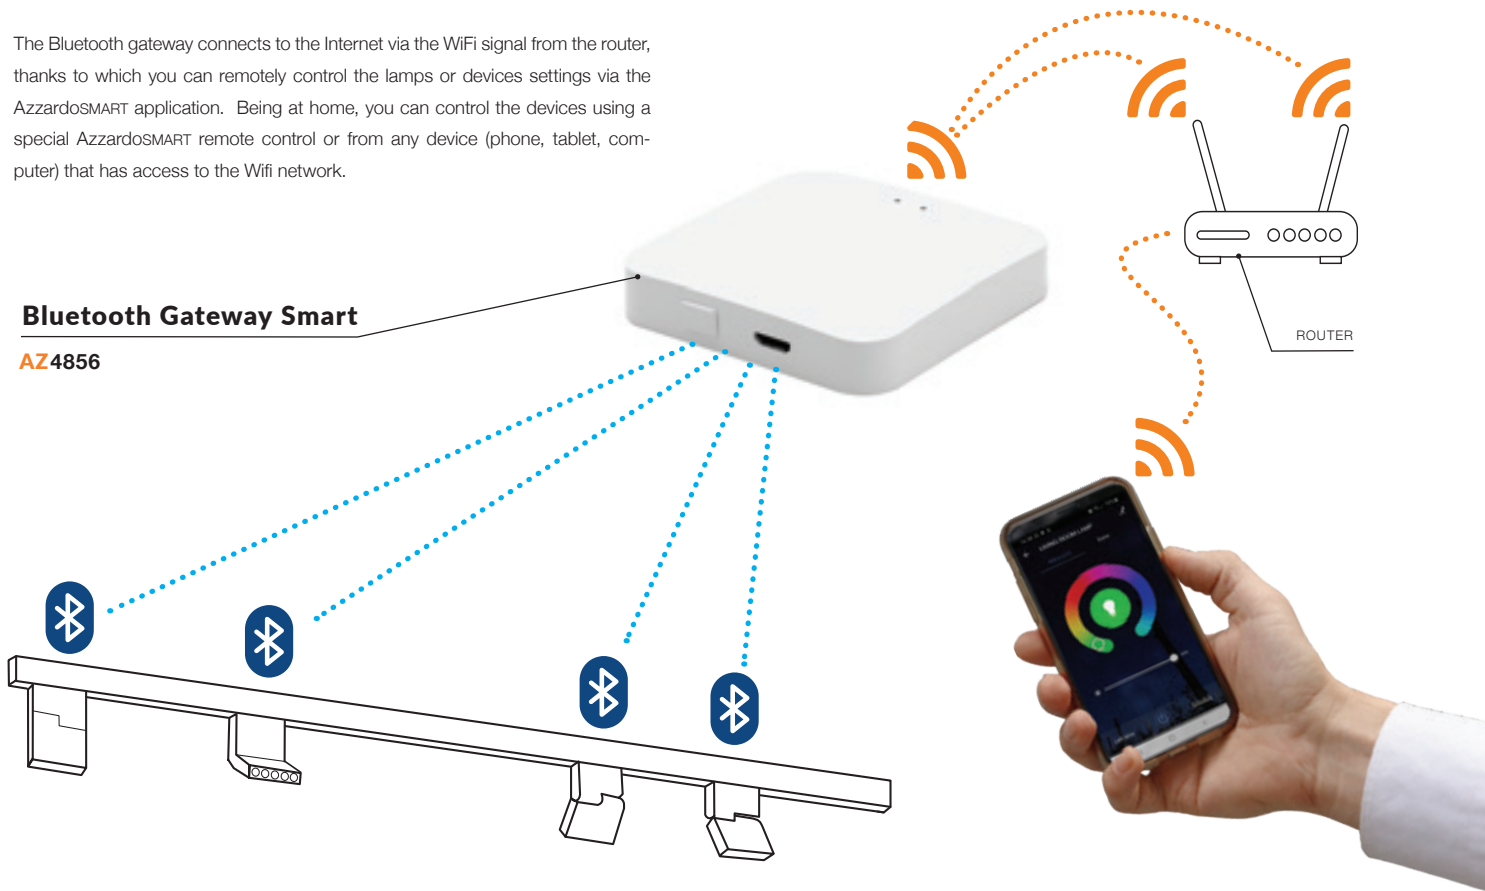 The Bluetooth gateway connects to the Internet via the WiFi signal from the router,
thanks to which you can remotely control the lamps or devices settings via the
AzzardoSMART application. Being at home, you can control the devices using a
special AzzardoSMART remote control or from any device (phone, tablet, com-
puter) that has access to the Wifi network.
Bluetooth Gateway Smart
AZ4856
ROUTER
LIVING ROOM LAMP